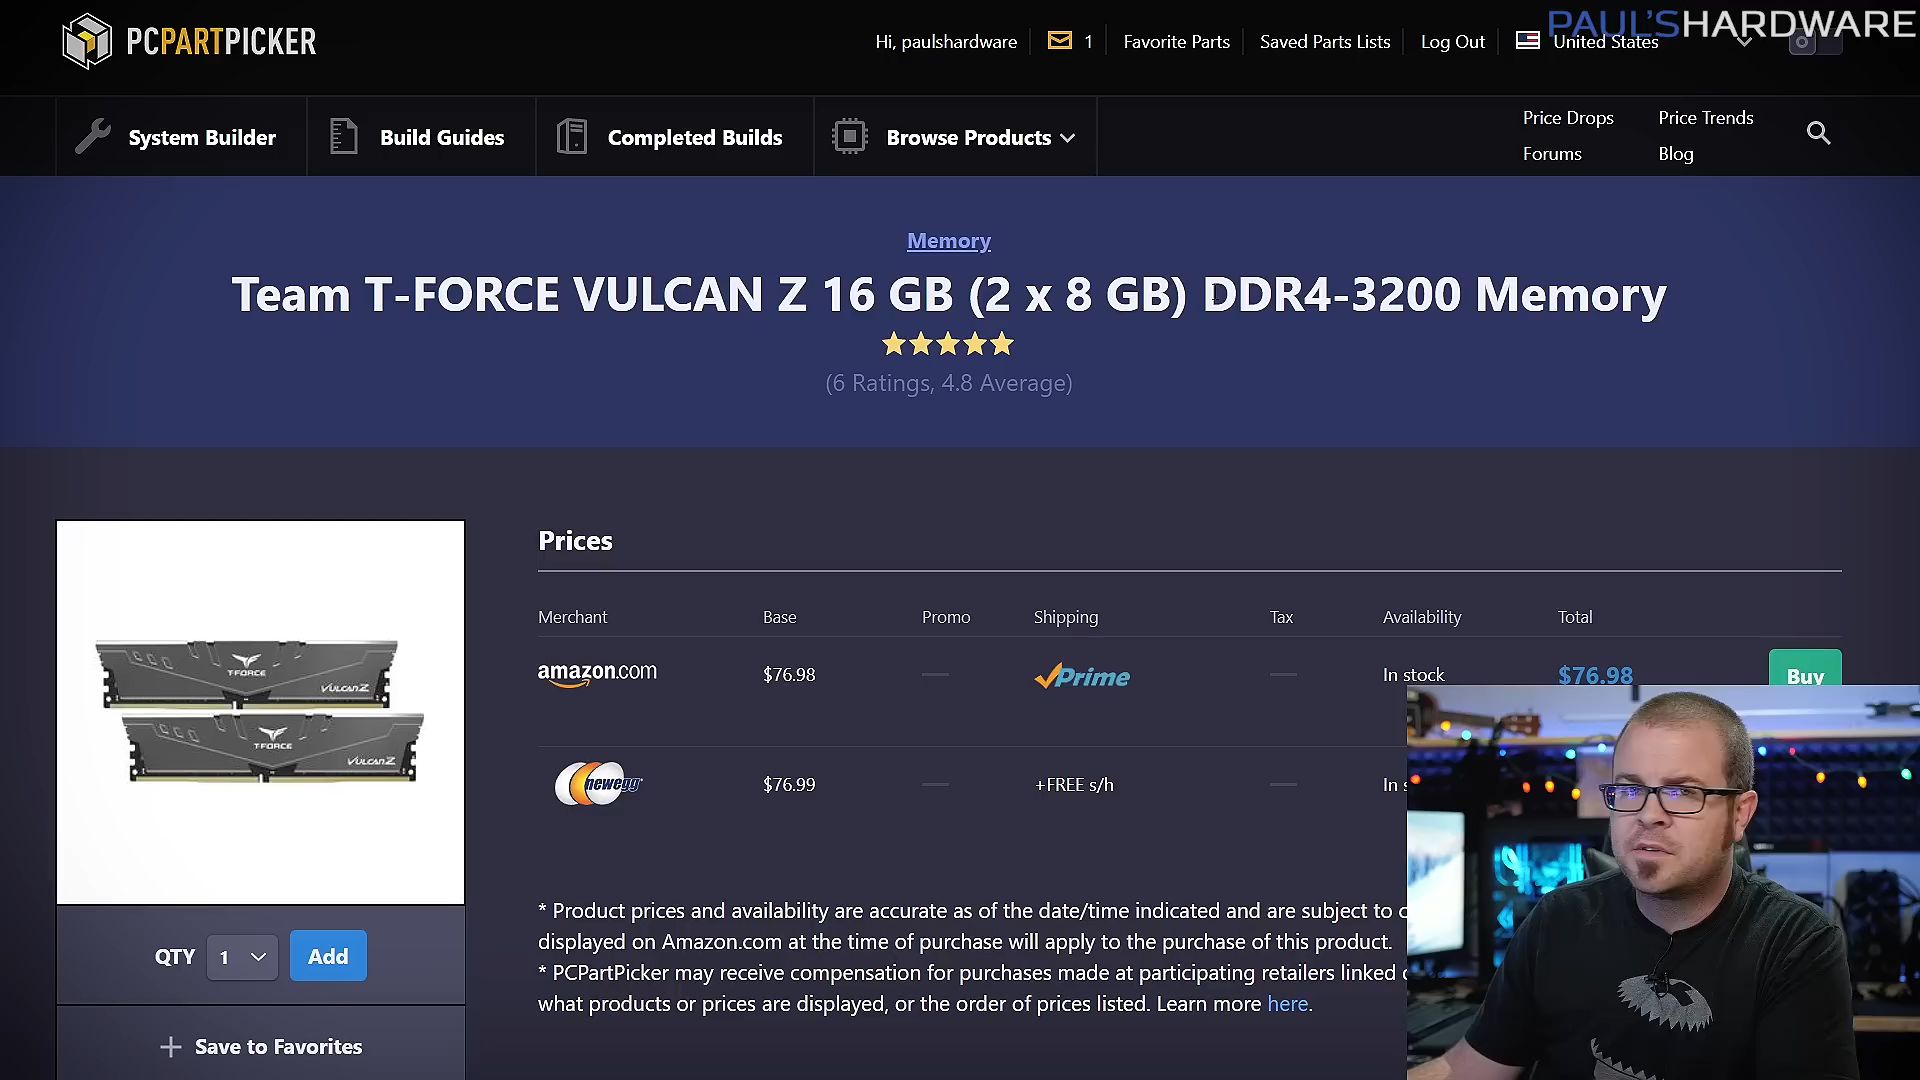 PCPARTPICKER
Hi, paulshardware
1
Favorite Parts
Saved Parts Lists
Log Out
United States
PAUL'SHARDWARE
System Builder
Build Guides
Completed Builds
Browse Products
Price Drops
Price Trends
Forums
Blog
Memory
Team T-FORCE VULCAN Z 16 GB (2 x 8 GB) DDR4-3200 Memory
(6 Ratings, 4.8 Average)
T-FORCE
VULCANZ
T-FORCE
VULCANZ
Prices
Merchant Base Promo Shipping Tax Availability Total
amazon.com $76.98 — Prime — In stock $76.98 Buy
newegg $76.99 — +FREE s/h — In s
* Product prices and availability are accurate as of the date/time indicated and are subject to
displayed on Amazon.com at the time of purchase will apply to the purchase of this product.
* PCPartPicker may receive compensation for purchases made at participating retailers linked
what products or prices are displayed, or the order of prices listed. Learn more here.
QTY 1 Add
+ Save to Favorites